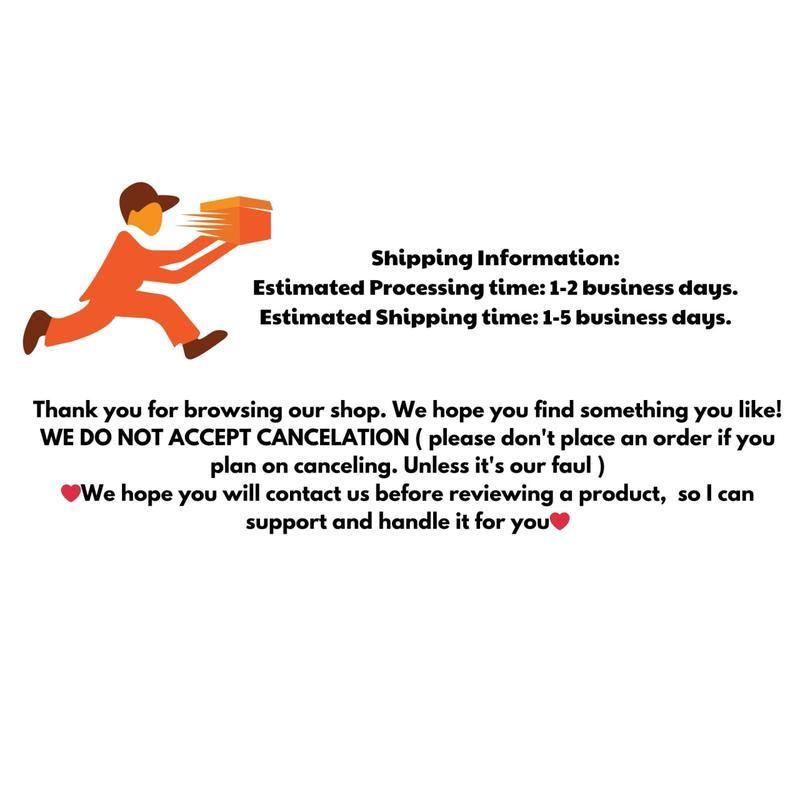 Shipping Information:
Estimated Processing time: 1-2 business days.
Estimated Shipping time: 1-5 business days.
Thank you for browsing our shop. We hope you find something you like!
WE DO NOT ACCEPT CANCELATION ( please don't place an order if you
plan on canceling. Unless it's our faul )
❤We hope you will contact us before reviewing a product,  so I can
support and handle it for you❤